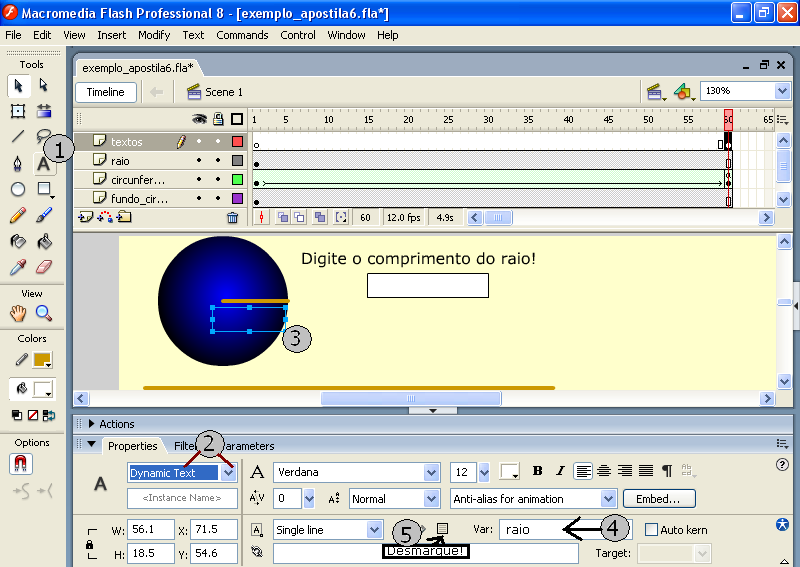 Macromedia Flash Professional 8 - [exemplo_apostila6.fla*]
File Edit View Insert Modify Text Commands Control Window Help
Tools
exemplo_apostila6.fla*
Timeline Scene 1 130%
1 5 10 15 20 25 30 35 40 45 50 55 60 65
1
textos
A
raio
circunfer...
fundo_cir...
60 12.0 fps 4.9s
View
Digite o comprimento do raio!
Colors
3
Actions
Options
Properties Parameters
2
Dynamic Text A Verdana 12 B I
A
<Instance Name> 0 Normal Anti-alias for animation Embed...
W: 56.1 X: 71.5 Single line 5 Var: raio 4 Auto kern
H: 18.5 Y: 54.6 Desmarque! Target: